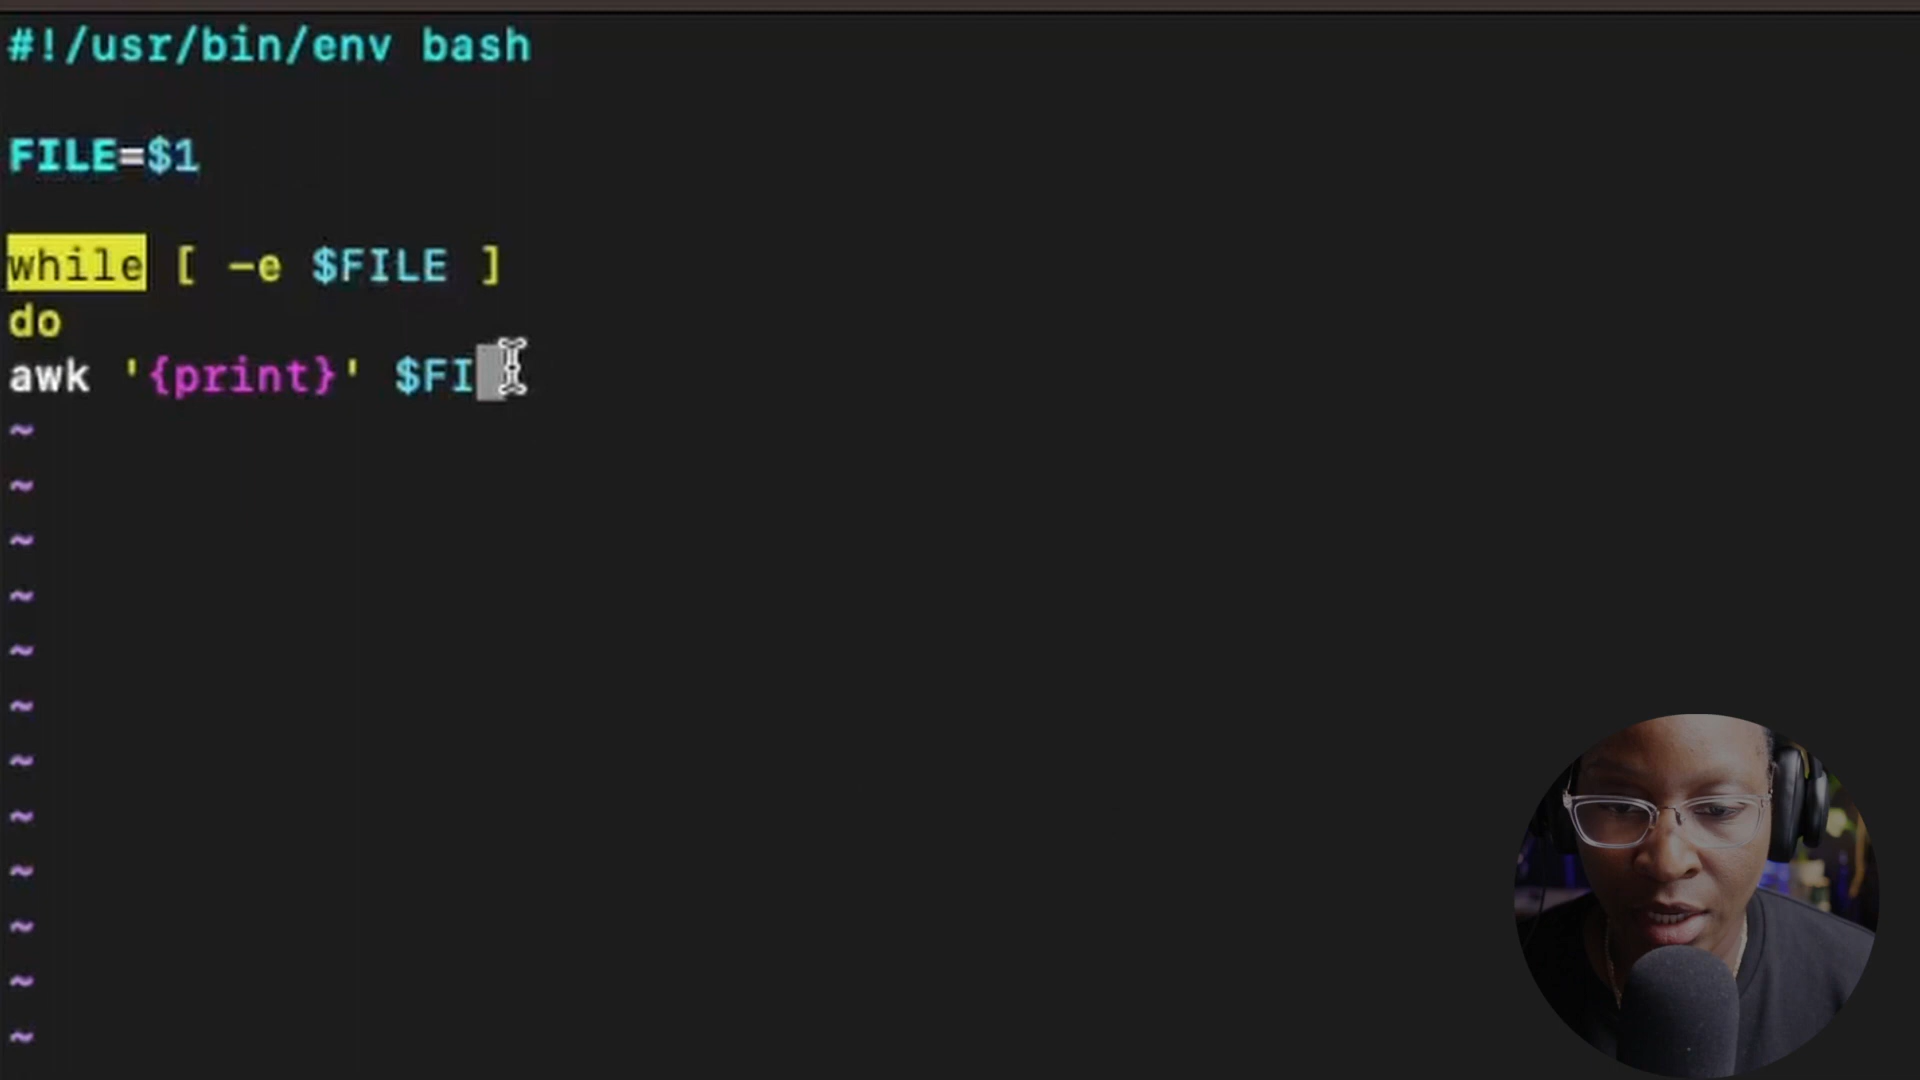 #!/usr/bin/env bash
FILE=$1
while [ -e $FILE ]
do
awk '{print}' $FI
~
~
~
~
~
~
~
~
~
~
~
~